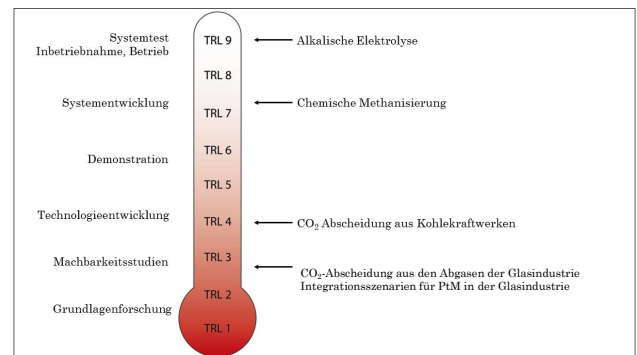 Systemtest
Inbetriebnahme, Betrieb
TRL 9
Alkalische Elektrolyse
TRL 8
Systementwicklung
TRL 7
Chemische Methanisierung
Demonstration
TRL 6
TRL 5
Technologieentwicklung
TRL 4
CO₂ Abscheidung aus Kohlekraftwerken
Machbarkeitsstudien
TRL 3
CO₂-Abscheidung aus den Abgasen der Glasindustrie
Integrationsszenarien für PtM in der Glasindustrie
TRL 2
Grundlagenforschung
TRL 1